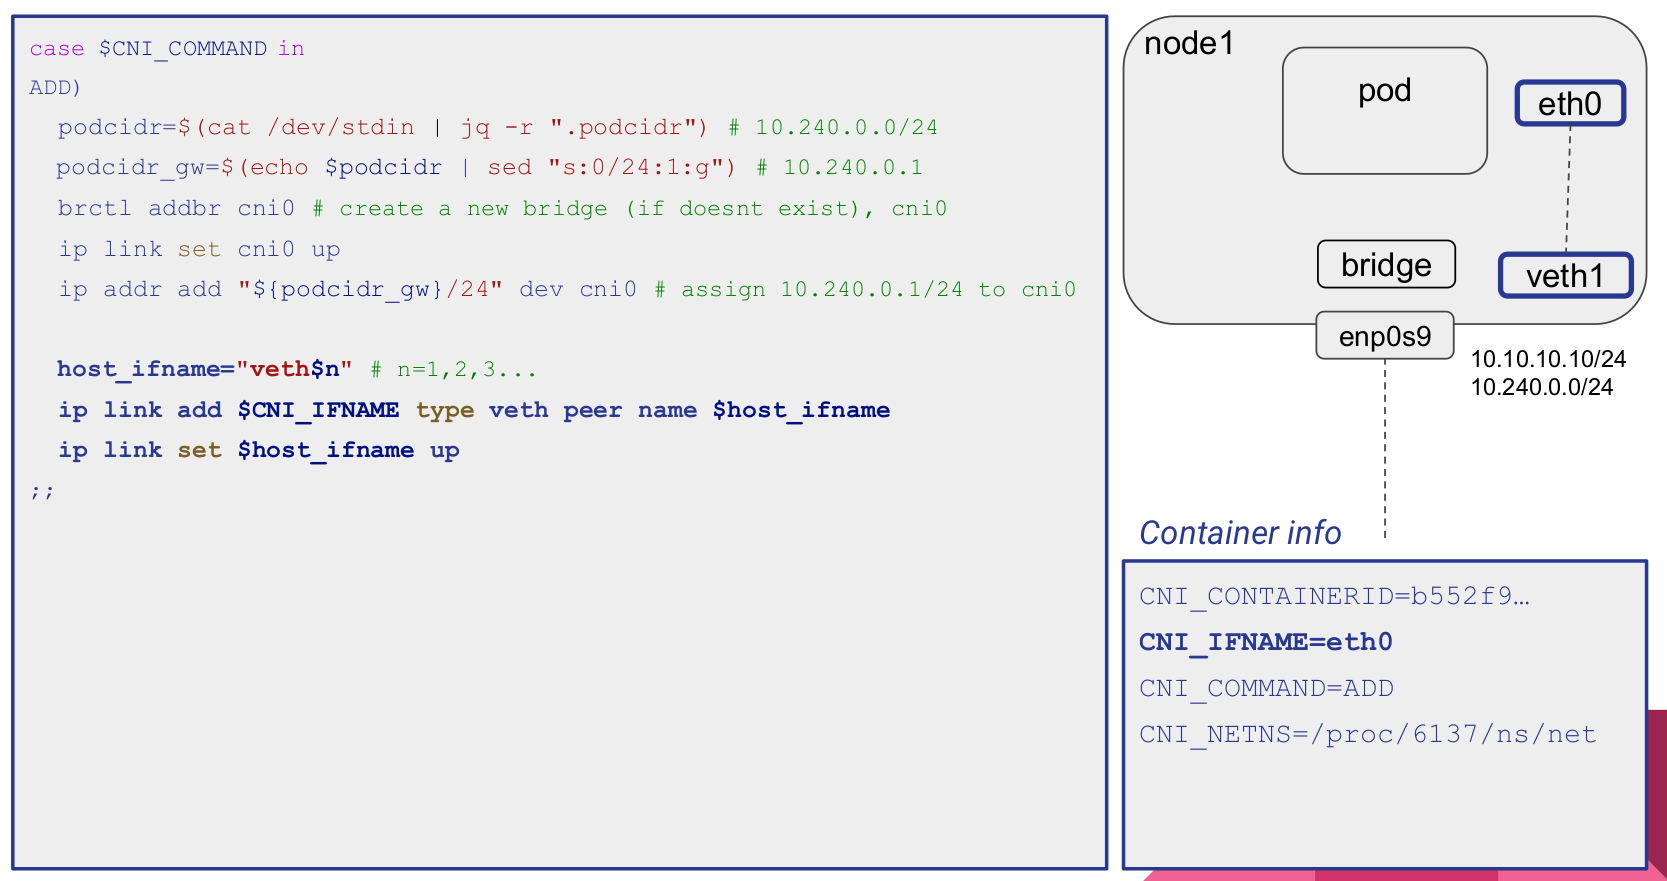 case $CNI_COMMAND in
ADD)
podcidr=$(cat /dev/stdin | jq -r ".podcidr") # 10.240.0.0/24
podcidr_gw=$(echo $podcidr | sed "s:0/24:1:g") # 10.240.0.1
brctl addbr cni0 # create a new bridge (if doesnt exist), cni0
ip link set cni0 up
ip addr add "${podcidr_gw}/24" dev cni0 # assign 10.240.0.1/24 to cni0
host_ifname="veth$n" # n=1,2,3...
ip link add $CNI_IFNAME type veth peer name $host_ifname
ip link set $host_ifname up
;;
node1
pod
eth0
bridge
veth1
enp0s9
10.10.10.10/24
10.240.0.0/24
Container info
CNI_CONTAINERID=b552f9…
CNI_IFNAME=eth0
CNI_COMMAND=ADD
CNI_NETNS=/proc/6137/ns/net